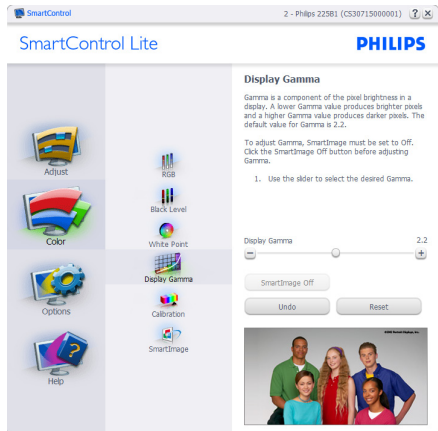 SmartControl
2 - Philips 225B1 (CS30715000001)
? X
SmartControl Lite
PHILIPS
Adjust
Color
Options
Help
RGB
Black Level
White Point
Display Gamma
Calibration
SmartImage
Display Gamma
Gamma is a component of the pixel brightness in a
display. A lower Gamma value produces brighter pixels
and a higher Gamma value produces darker pixels. The
default value for Gamma is 2.2.
To adjust Gamma, SmartImage must be set to Off.
Click the SmartImage Off button before adjusting
Gamma.
1. Use the slider to select the desired Gamma.
Display Gamma 2.2
SmartImage Off
Undo Reset